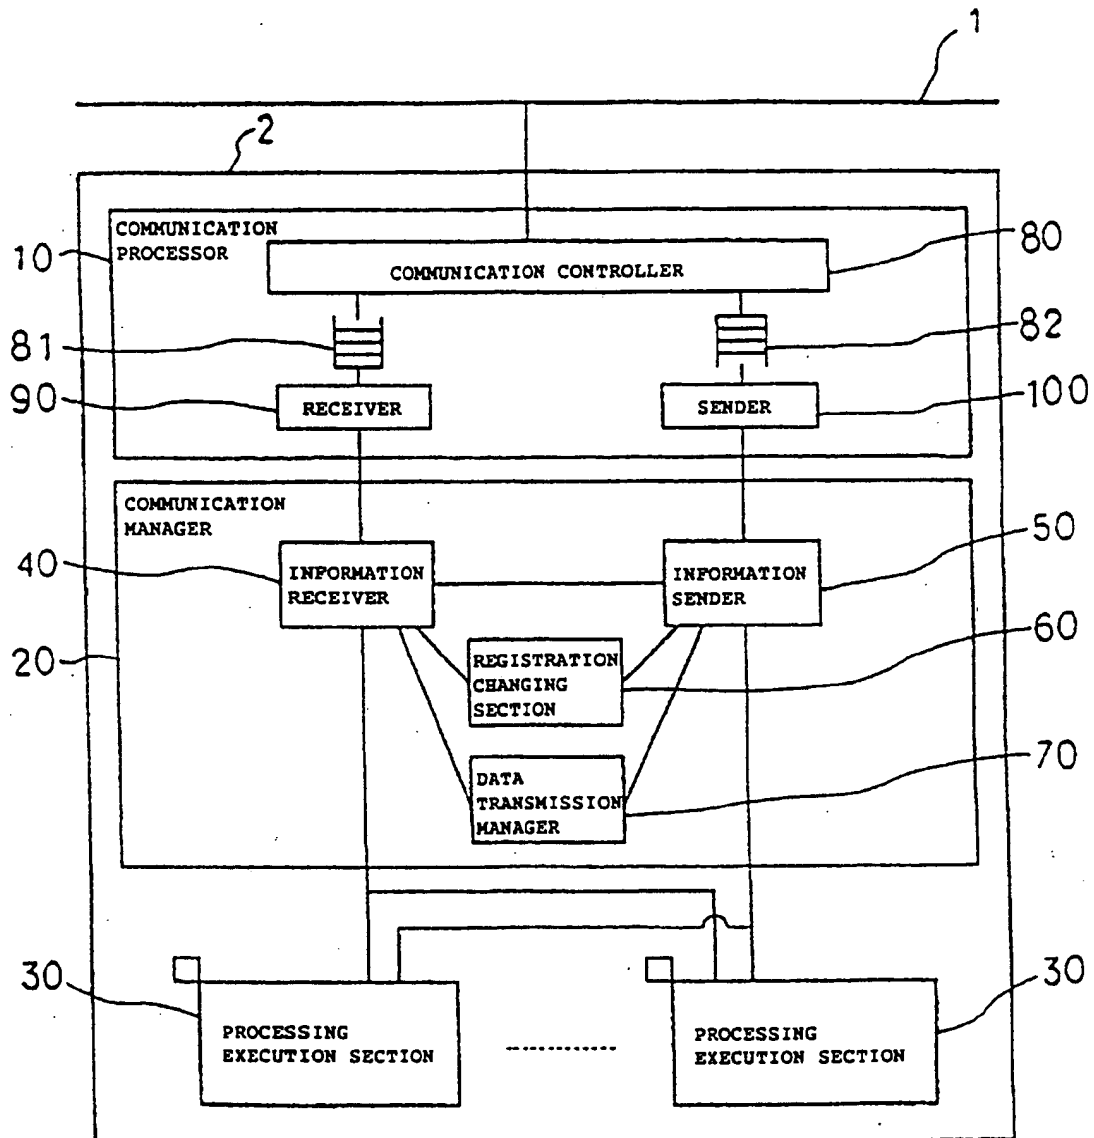 1
2
COMMUNICATION
PROCESSOR
10
80
COMMUNICATION CONTROLLER
81
82
90
RECEIVER
SENDER
100
COMMUNICATION
MANAGER
50
40
INFORMATION
RECEIVER
INFORMATION
SENDER
60
20
REGISTRATION
CHANGING
SECTION
70
DATA
TRANSMISSION
MANAGER
30
30
PROCESSING
EXECUTION SECTION
PROCESSING
EXECUTION SECTION